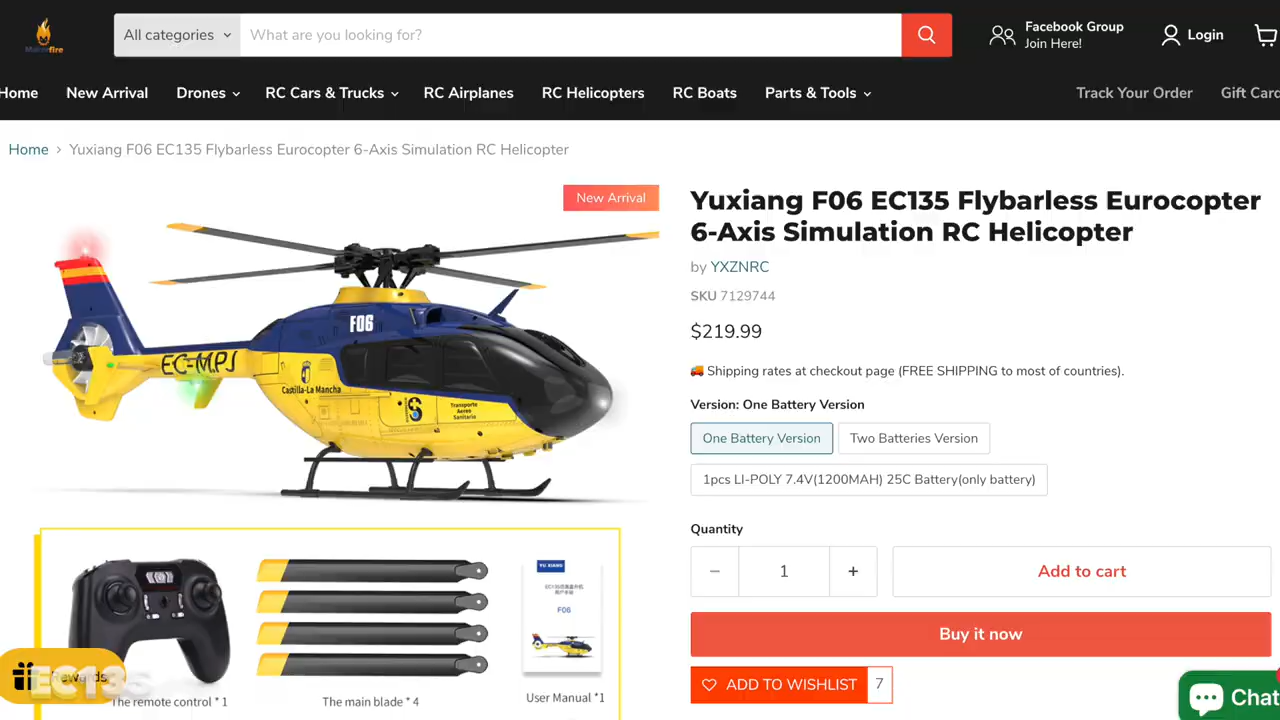 All categories
What are you looking for?
Facebook Group
Join Here!
Login
Home
New Arrival
Drones
RC Cars & Trucks
RC Airplanes
RC Helicopters
RC Boats
Parts & Tools
Track Your Order
Gift Card
Home > Yuxiang F06 EC135 Flybarless Eurocopter 6-Axis Simulation RC Helicopter
New Arrival
F06
EC-MPJ
Castilla-La Mancha
Transporte
Aereo
Sanitario
Yuxiang F06 EC135 Flybarless Eurocopter
6-Axis Simulation RC Helicopter
by YXZNRC
SKU 7129744
$219.99
Shipping rates at checkout page (FREE SHIPPING to most of countries).
Version: One Battery Version
One Battery Version
Two Batteries Version
1pcs LI-POLY 7.4V(1200MAH) 25C Battery(only battery)
Quantity
− 1 +
Add to cart
Buy it now
ADD TO WISHLIST 7
YU XIANG
F06
Rewards
EC135
The remote control * 1
The main blade * 4
User Manual *1
Chat